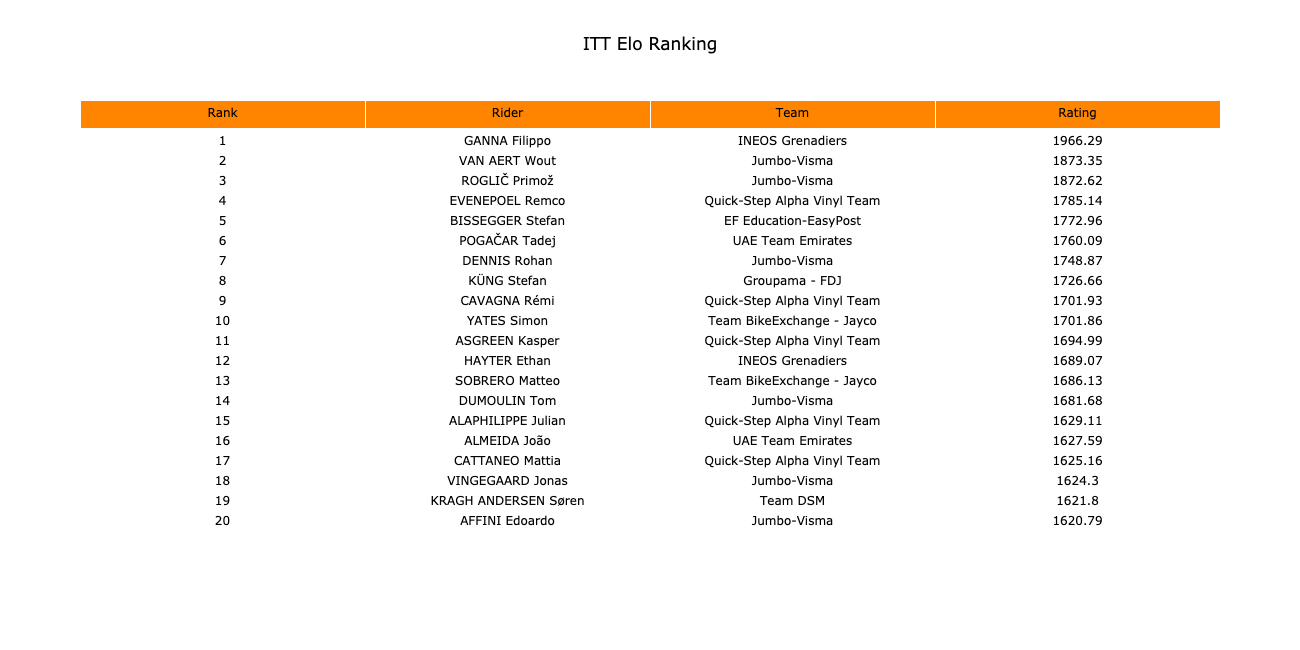 ITT Elo Ranking
Rank Rider Team Rating
1 GANNA Filippo INEOS Grenadiers 1966.29
2 VAN AERT Wout Jumbo-Visma 1873.35
3 ROGLIČ Primož Jumbo-Visma 1872.62
4 EVENEPOEL Remco Quick-Step Alpha Vinyl Team 1785.14
5 BISSEGGER Stefan EF Education-EasyPost 1772.96
6 POGAČAR Tadej UAE Team Emirates 1760.09
7 DENNIS Rohan Jumbo-Visma 1748.87
8 KÜNG Stefan Groupama - FDJ 1726.66
9 CAVAGNA Rémi Quick-Step Alpha Vinyl Team 1701.93
10 YATES Simon Team BikeExchange - Jayco 1701.86
11 ASGREEN Kasper Quick-Step Alpha Vinyl Team 1694.99
12 HAYTER Ethan INEOS Grenadiers 1689.07
13 SOBRERO Matteo Team BikeExchange - Jayco 1686.13
14 DUMOULIN Tom Jumbo-Visma 1681.68
15 ALAPHILIPPE Julian Quick-Step Alpha Vinyl Team 1629.11
16 ALMEIDA João UAE Team Emirates 1627.59
17 CATTANEO Mattia Quick-Step Alpha Vinyl Team 1625.16
18 VINGEGAARD Jonas Jumbo-Visma 1624.3
19 KRAGH ANDERSEN Søren Team DSM 1621.8
20 AFFINI Edoardo Jumbo-Visma 1620.79